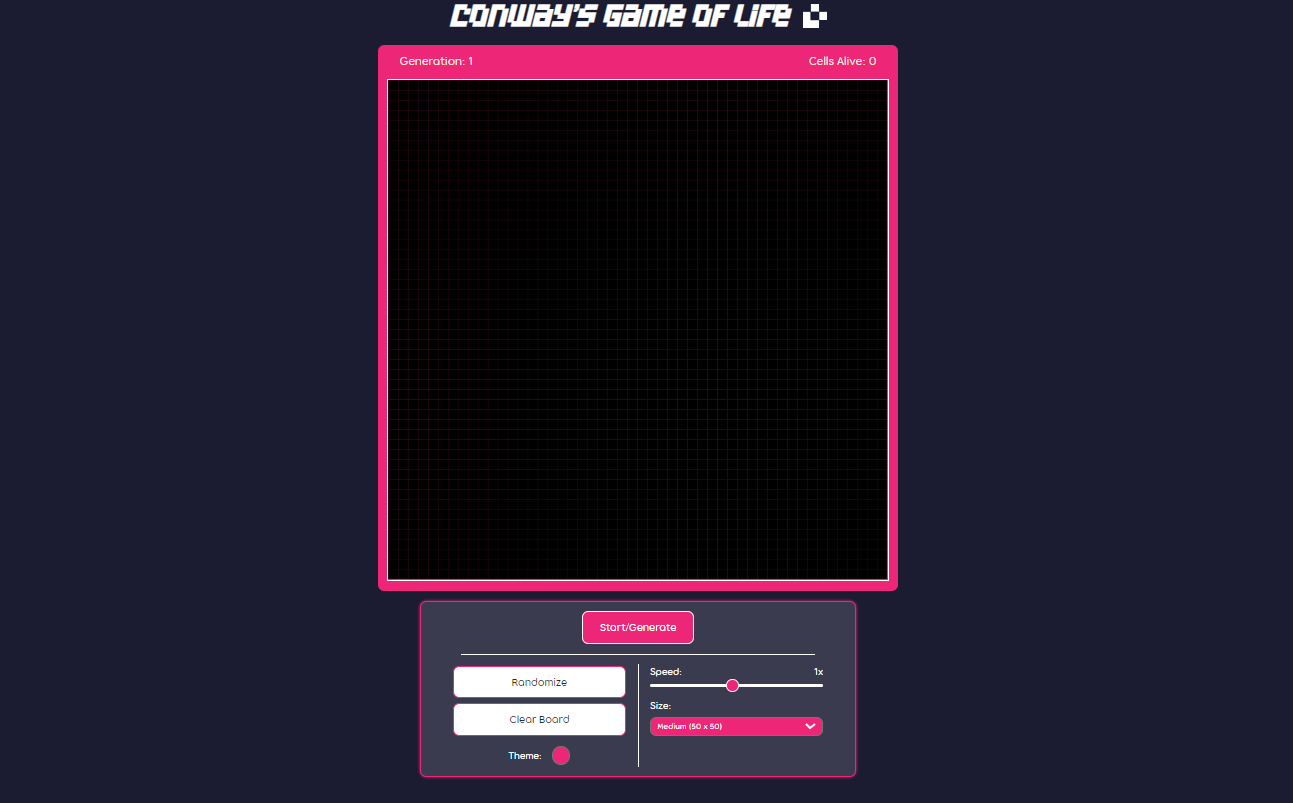 CONWAY'S GAME OF LIFE
Generation: 1
Cells Alive: 0
Start/Generate
Randomize
Clear Board
Theme:
Speed:
1x
Size:
Medium (50 x 50)